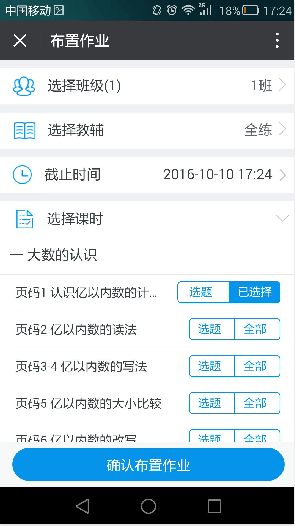 中国移动 2G 18% 17:24
布置作业
选择班级(1) 1班
选择教辅 全练
截止时间 2016-10-10 17:24
选择课时
一 大数的认识
页码1 认识亿以内数的计... 选题 已选择
页码2 亿以内数的读法 选题 全部
页码3-4 亿以内数的写法 选题 全部
页码5 亿以内数的大小比较 选题 全部
页码6 亿以内数的改写 选题 全部
确认布置作业